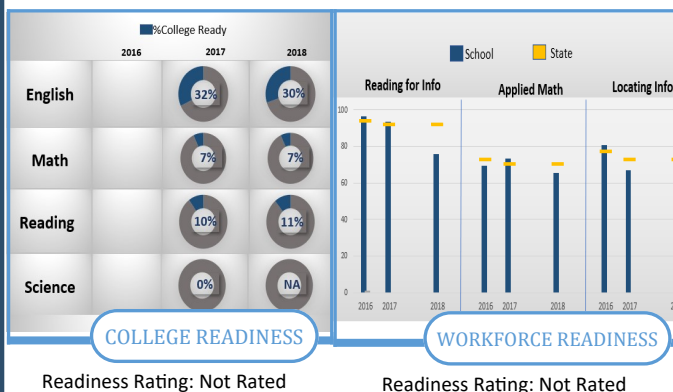 %College Ready
2016 2017 2018
English 32% 30%
Math 7% 7%
Reading 10% 11%
Science 0% NA
COLLEGE READINESS
Readiness Rating: Not Rated
School State
Reading for Info Applied Math Locating Info
100
80
60
40
20
0
2016 2017 2018 2016 2017 2018 2016 2017
WORKFORCE READINESS
Readiness Rating: Not Rated